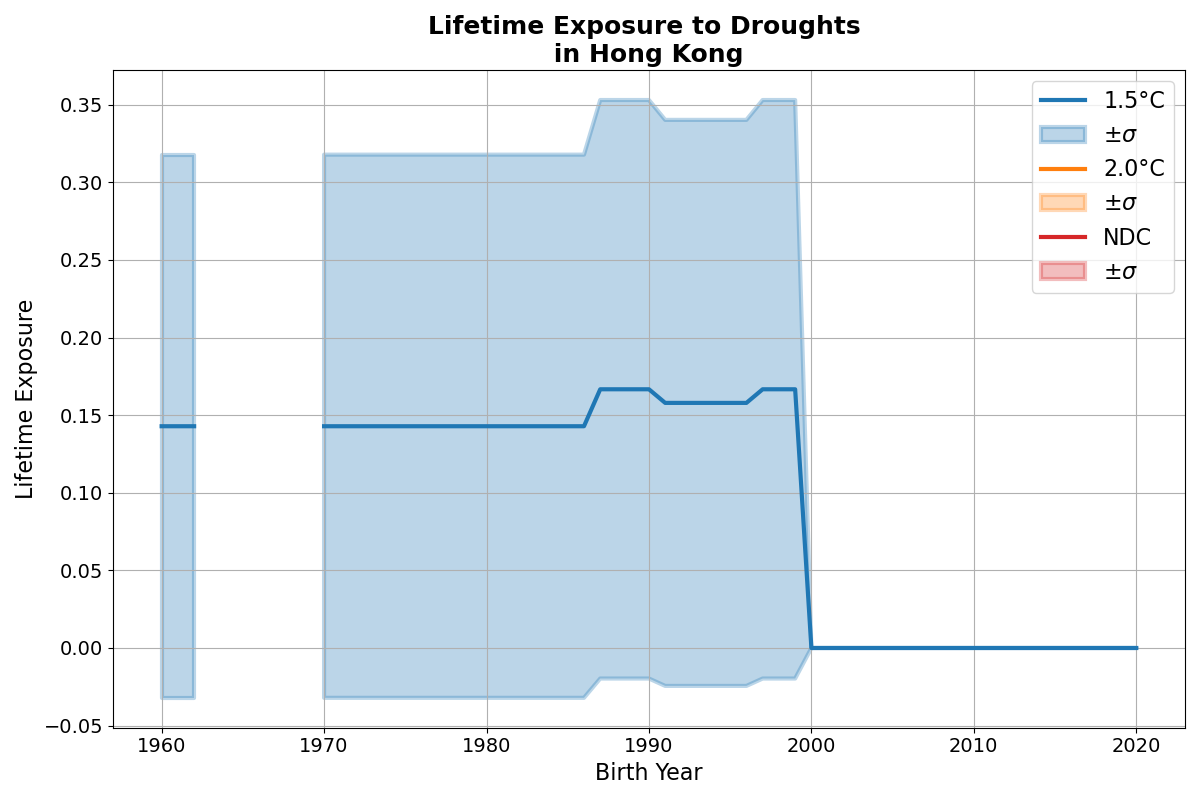 Lifetime Exposure to Droughts
in Hong Kong
Lifetime Exposure
0.35
0.30
0.25
0.20
0.15
0.10
0.05
0.00
−0.05
1960
1970
1980
1990
2000
2010
2020
Birth Year
1.5°C
±σ
2.0°C
±σ
NDC
±σ